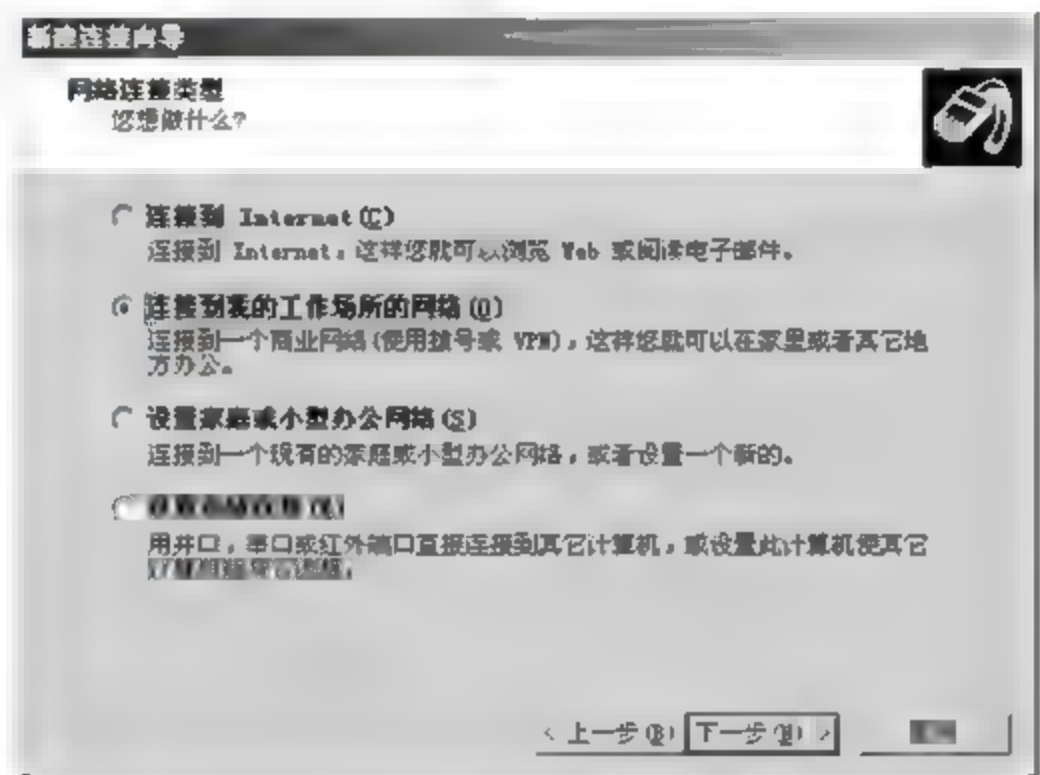 新建连接向导
网络连接类型
您想做什么?
连接到 Internet(C)
连接到 Internet,这样您就可以浏览 Web 或阅读电子邮件。
连接到我的工作场所的网络(O)
连接到一个商业网络(使用拨号或 VPN),这样您就可以在家里或者其它地
方办公。
设置家庭或小型办公网络(S)
连接到一个现有的家庭或小型办公网络,或者设置一个新的。
用并口,串口或红外端口直接连接到其它计算机,或设置此计算机使其它
< 上一步(B)
下一步(N) >